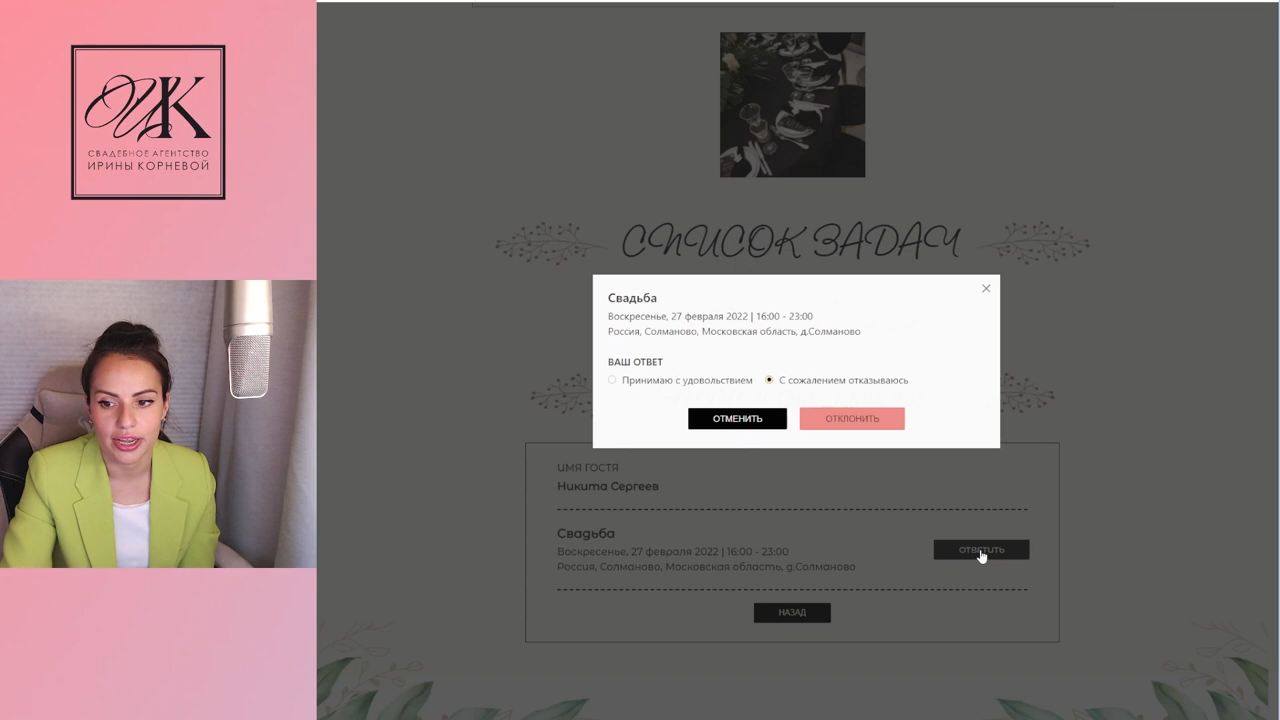 ИК
СВАДЕБНОЕ АГЕНТСТВО
ИРИНЫ КОРНЕВОЙ
СПИСОК ЗАДАЧ
Свадьба
Воскресенье, 27 февраля 2022 | 16:00 - 23:00
Россия, Солманово, Московская область, д.Солманово
ВАШ ОТВЕТ
Принимаю с удовольствием
С сожалением отказываюсь
ОТМЕНИТЬ
ОТКЛОНИТЬ
ИМЯ ГОСТЯ
Никита Сергеев
Свадьба
Воскресенье, 27 февраля 2022 | 16:00 - 23:00
Россия, Солманово, Московская область, д.Солманово
ОТВЕТИТЬ
НАЗАД